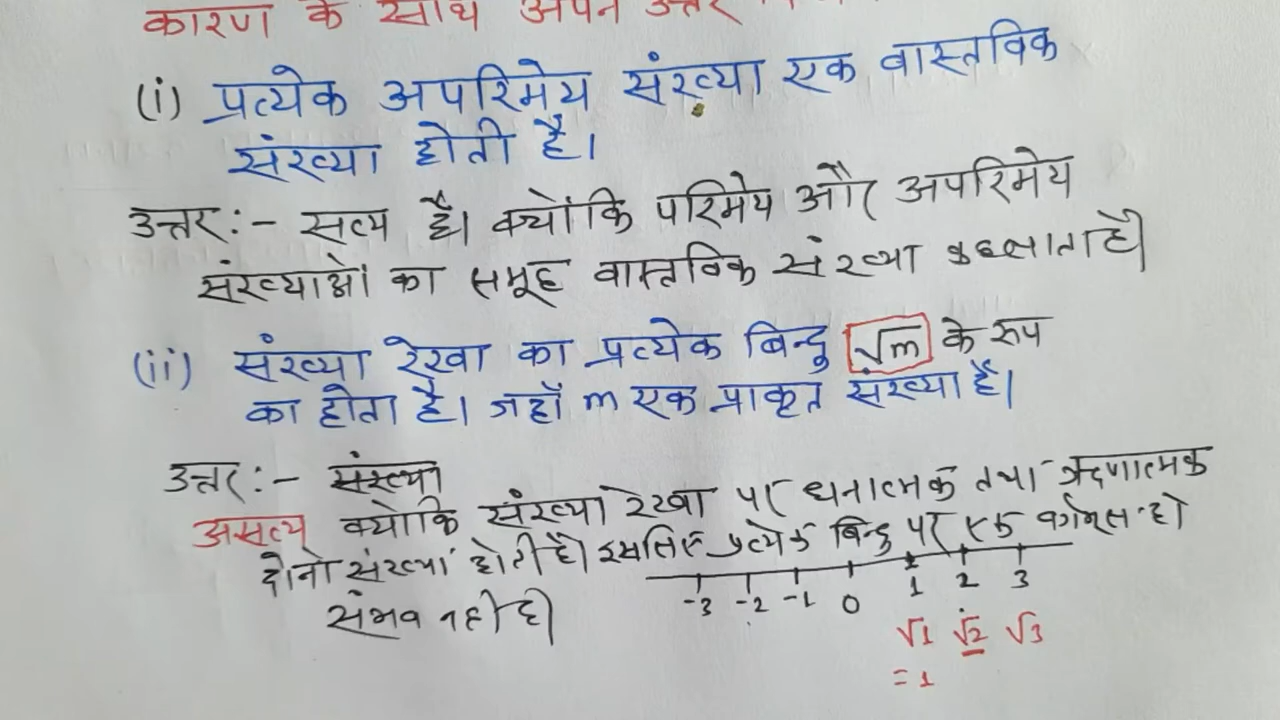 कारण के साथ अपने उत्तर
(i) प्रत्येक अपरिमेय संख्या एक वास्तविक
संख्या होती है।
उत्तर :- सत्य है। क्योंकि परिमेय और अपरिमेय
संख्याओं का समूह वास्तविक संख्या कहलाता है।
(ii) संख्या रेखा का प्रत्येक बिन्दु √m के रूप
का होता है। जहाँ m एक प्राकृत संख्या है।
उत्तर :- संख्या
असत्य क्योकि संख्या रेखा पर धनात्मक तथा ऋणात्मक
दोनो संख्यां होती है। इसलिए प्रत्येक बिन्दु पर एक वर्गमूल हो
संभव नही है।
-3 -2 -1 0 1 2 3
√1 √2 √3
= 1